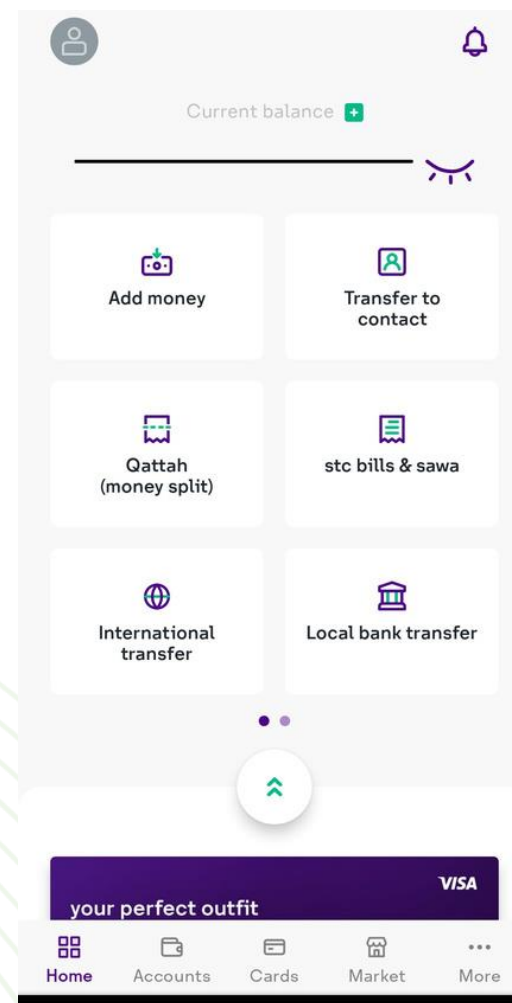 Current balance
Add money
Transfer to
contact
Qattah
(money split)
stc bills & sawa
International
transfer
Local bank transfer
VISA
your perfect outfit
Home
Accounts
Cards
Market
More